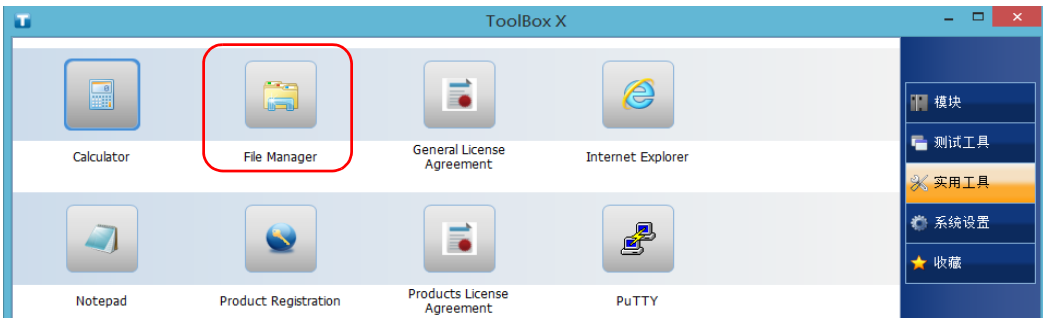 ToolBox X
Calculator
File Manager
General License
Agreement
Internet Explorer
Notepad
Product Registration
Products License
Agreement
PuTTY
模块
测试工具
实用工具
系统设置
收藏